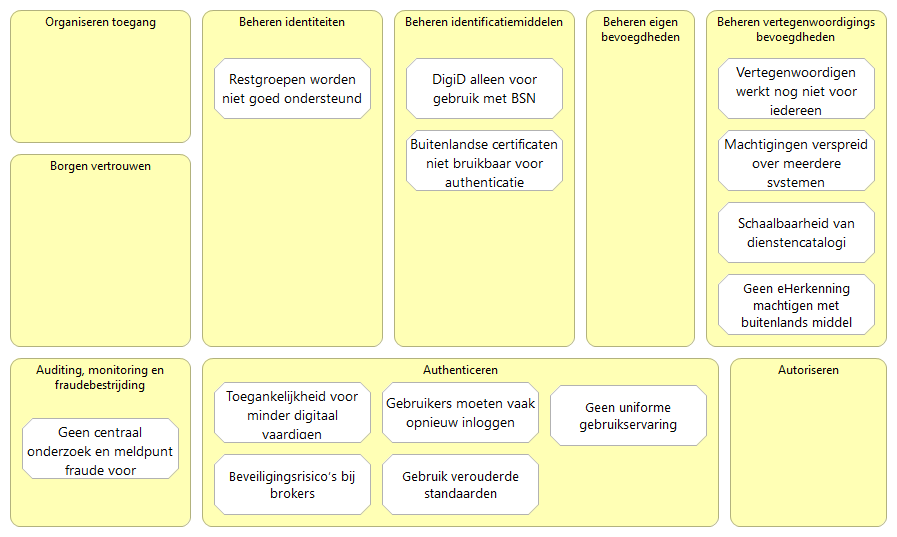 Organiseren toegang
Borgen vertrouwen
Beheren identiteiten
Restgroepen worden
niet goed ondersteund
Beheren identificatiemiddelen
DigiD alleen voor
gebruik met BSN
Buitenlandse certificaten
niet bruikbaar voor
authenticatie
Beheren eigen
bevoegdheden
Beheren vertegenwoordigings
bevoegdheden
Vertegenwoordigen
werkt nog niet voor
iedereen
Machtigingen verspreid
over meerdere
systemen
Schaalbaarheid van
dienstencatalogi
Geen eHerkenning
machtigen met
buitenlands middel
Auditing, monitoring en
fraudebestrijding
Geen centraal
onderzoek en meldpunt
fraude voor
Authenticeren
Toegankelijkheid voor
minder digitaal
vaardigen
Gebruikers moeten vaak
opnieuw inloggen
Geen uniforme
gebruikservaring
Beveiligingsrisico's bij
brokers
Gebruik verouderde
standaarden
Autoriseren